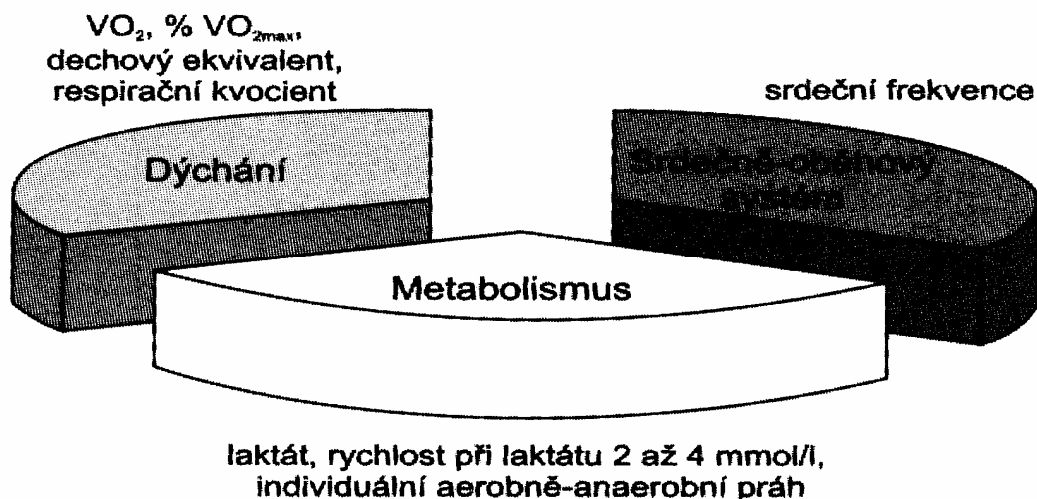 VO₂, % VO₂ₘₐₓ,
dechový ekvivalent,
respirační kvocient
srdeční frekvence
Dýchání
Srdečně-oběhový
systém
Metabolismus
laktát, rychlost při laktátu 2 až 4 mmol/l,
individuální aerobně-anaerobní práh